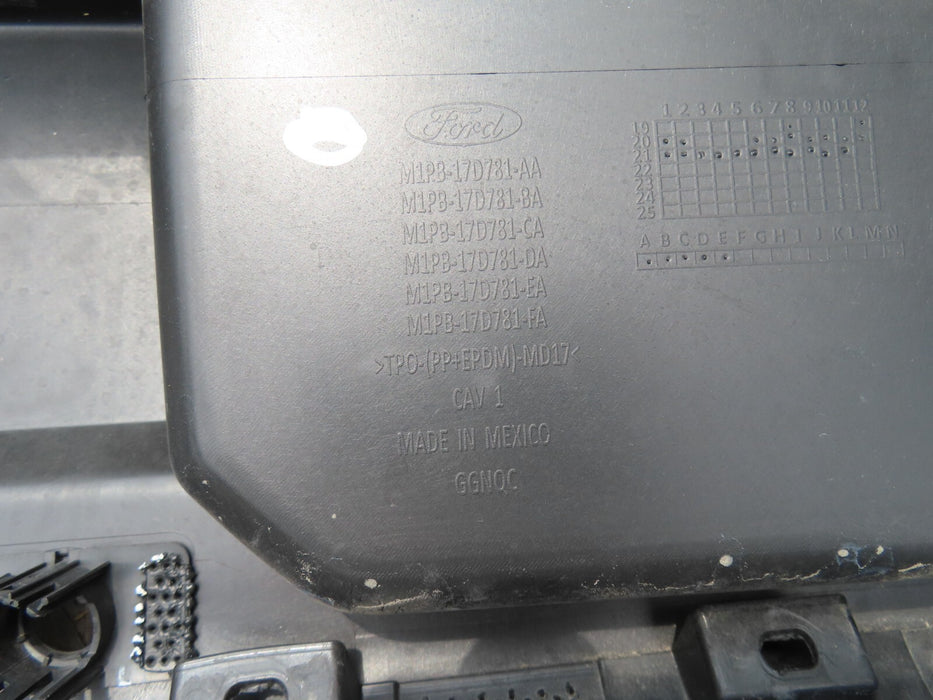 Ford
M1PB-17D781-AA
M1PB-17D781-BA
M1PB-17D781-CA
M1PB-17D781-DA
M1PB-17D781-EA
M1PB-17D781-FA
>TPO-(PP+EPDM)-MD17<
CAV 1
MADE IN MEXICO
GGNQC
1 2 3 4 5 6 7 8 9 10 11 12
19
20
21
22
23
24
25
A B C D E F G H I J K L M N